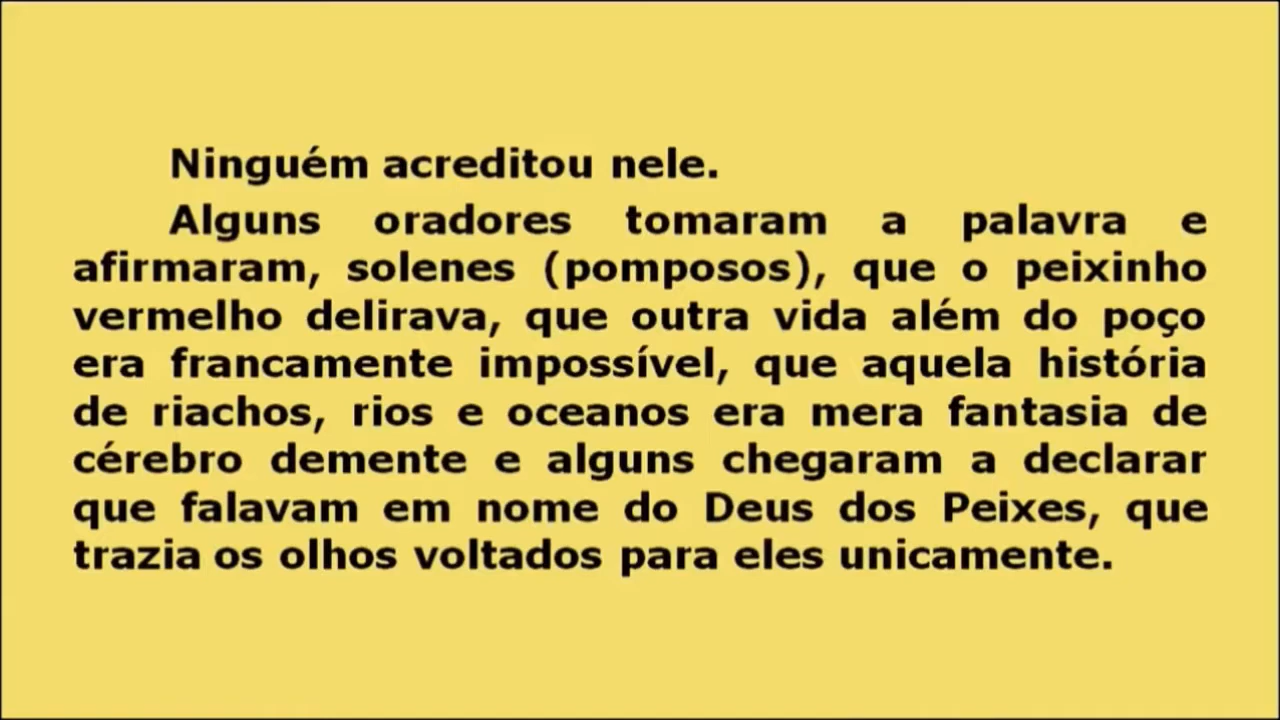 Ninguém acreditou nele.
Alguns oradores tomaram a palavra e
afirmaram, solenes (pomposos), que o peixinho
vermelho delirava, que outra vida além do poço
era francamente impossível, que aquela história
de riachos, rios e oceanos era mera fantasia de
cérebro demente e alguns chegaram a declarar
que falavam em nome do Deus dos Peixes, que
trazia os olhos voltados para eles unicamente.